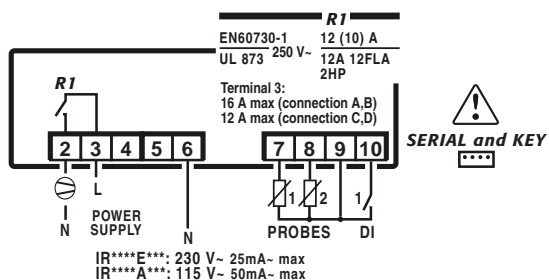 R1
EN60730-1
UL 873
250 V~
12 (10) A
12A 12FLA
2HP
Terminal 3:
16 A max (connection A,B)
12 A max (connection C,D)
R1
SERIAL and KEY
2 3 4 5 6 7 8 9 10
1 2 1
L
N
POWER
SUPPLY
N
PROBES DI
IR****E***: 230 V~ 25mA~ max
IR****A***: 115 V~ 50mA~ max